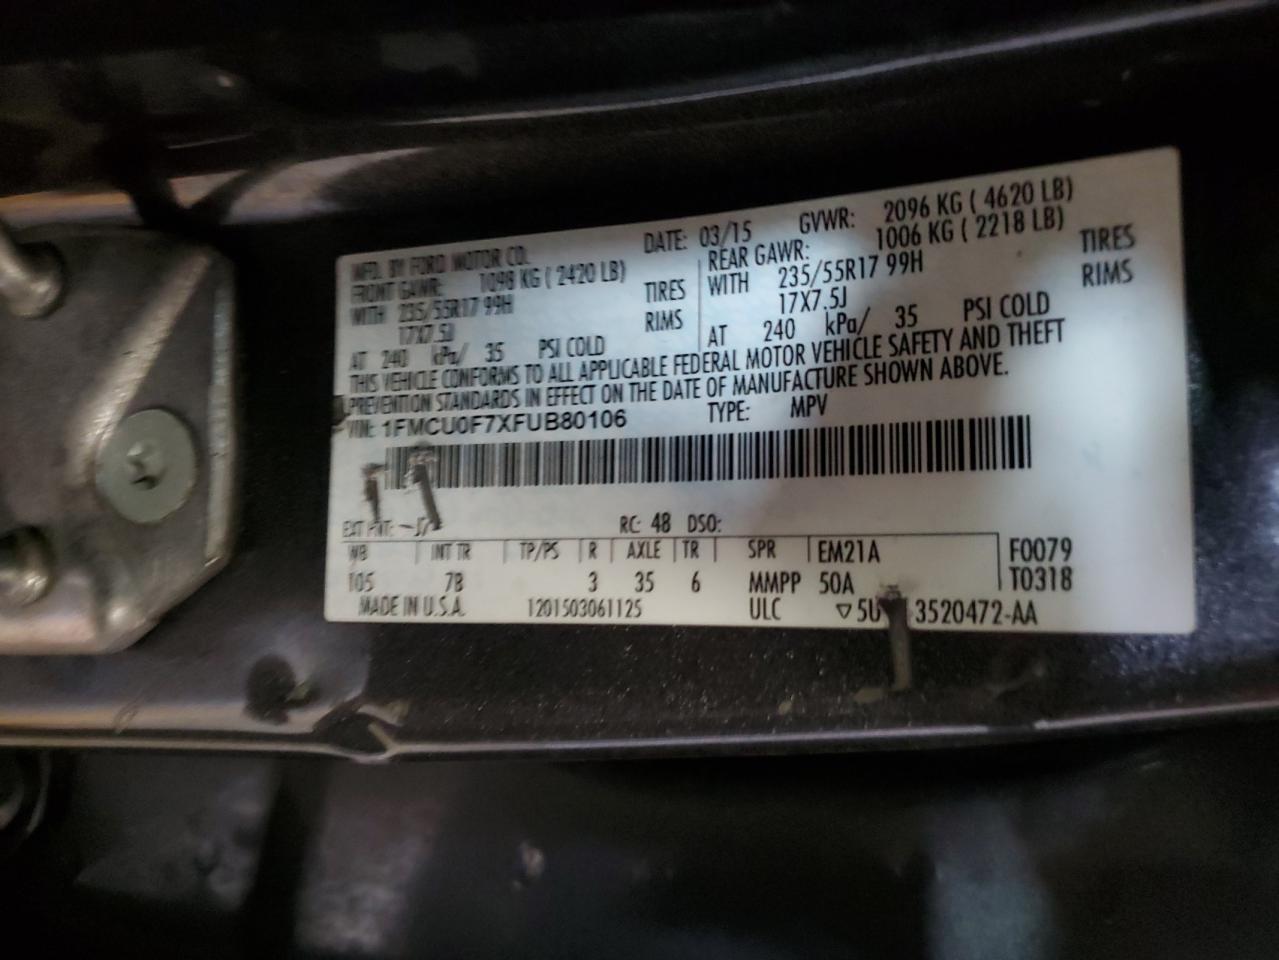 MFD. BY FORD MOTOR CO. DATE: 03/15 GVWR: 2096 KG ( 4620 LB)
FRONT GAWR: 1098 KG ( 2420 LB) REAR GAWR: 1006 KG ( 2218 LB)
WITH 235/55R17 99H TIRES WITH 235/55R17 99H TIRES
17X7.5J RIMS 17X7.5J RIMS
AT 240 kPa/ 35 PSI COLD AT 240 kPa/ 35 PSI COLD
THIS VEHICLE CONFORMS TO ALL APPLICABLE FEDERAL MOTOR VEHICLE SAFETY AND THEFT
PREVENTION STANDARDS IN EFFECT ON THE DATE OF MANUFACTURE SHOWN ABOVE.
VIN: 1FMCU0F7XFUB80106 TYPE: MPV
EXT PNT: RC: 48 DSO:
WB INT TR TP/PS R AXLE TR SPR EM21A F0079
105 7B 3 35 6 MMPP 50A T0318
MADE IN U.S.A. 1201503061125 ULC ▽5U 3520472-AA